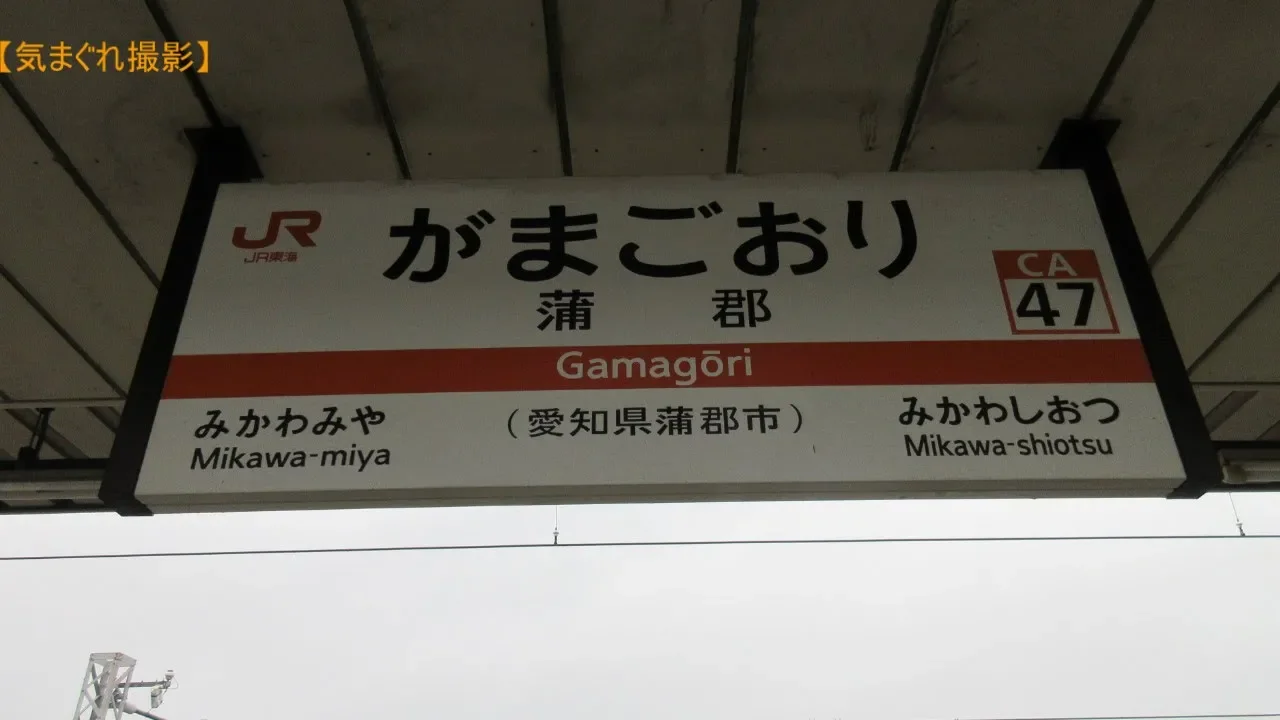 【気まぐれ撮影】
JR
JR東海
がまごおり
蒲郡
CA
47
Gamagōri
みかわみや
Mikawa-miya
(愛知県蒲郡市)
みかわしおつ
Mikawa-shiotsu